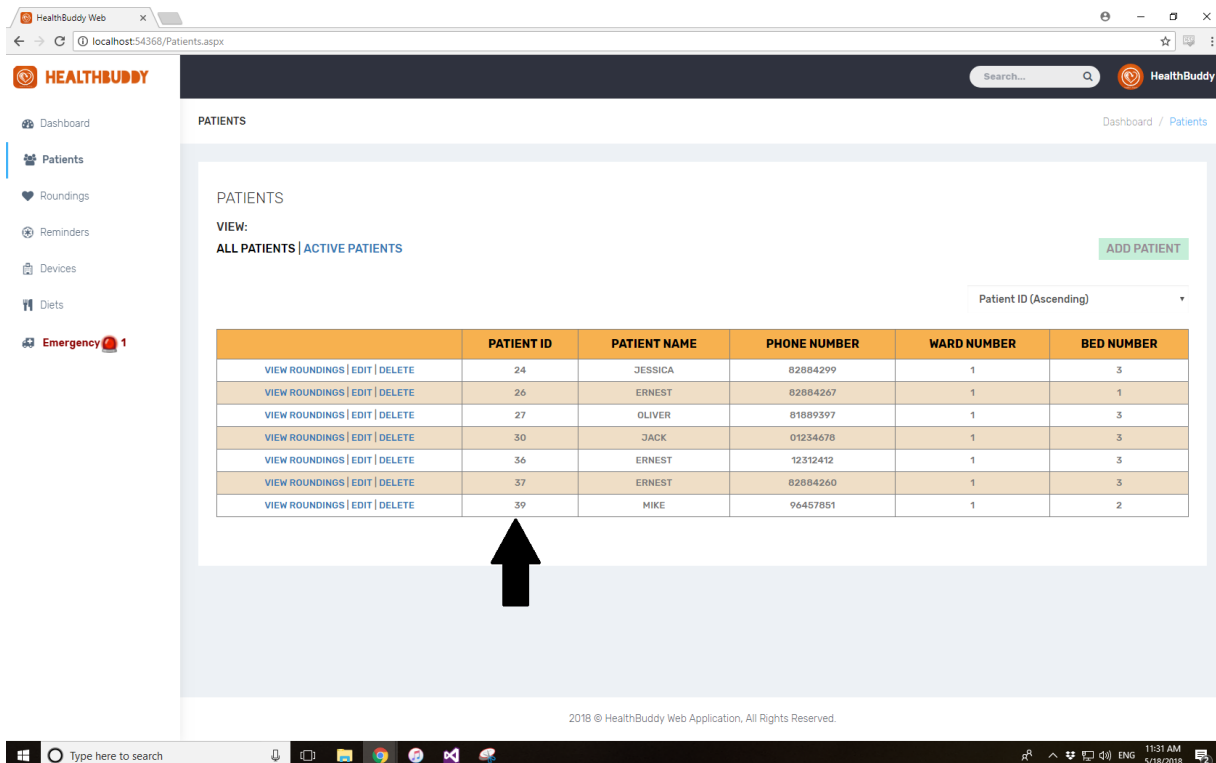 HealthBuddy Web
localhost:54368/Patients.aspx
HEALTHBUDDY
Search...
HealthBuddy
Dashboard
Patients
Roundings
Reminders
Devices
Diets
Emergency 1
PATIENTS
Dashboard / Patients
PATIENTS
VIEW:
ALL PATIENTS | ACTIVE PATIENTS
ADD PATIENT
Patient ID (Ascending)
PATIENT ID PATIENT NAME PHONE NUMBER WARD NUMBER BED NUMBER
VIEW ROUNDINGS | EDIT | DELETE 24 JESSICA 82884299 1 3
VIEW ROUNDINGS | EDIT | DELETE 26 ERNEST 82884267 1 1
VIEW ROUNDINGS | EDIT | DELETE 27 OLIVER 81889397 1 3
VIEW ROUNDINGS | EDIT | DELETE 30 JACK 01234678 1 3
VIEW ROUNDINGS | EDIT | DELETE 36 ERNEST 12312412 1 3
VIEW ROUNDINGS | EDIT | DELETE 37 ERNEST 82884260 1 3
VIEW ROUNDINGS | EDIT | DELETE 39 MIKE 96457851 1 2
2018 © HealthBuddy Web Application, All Rights Reserved.
Type here to search
ENG
11:31 AM
5/18/2018